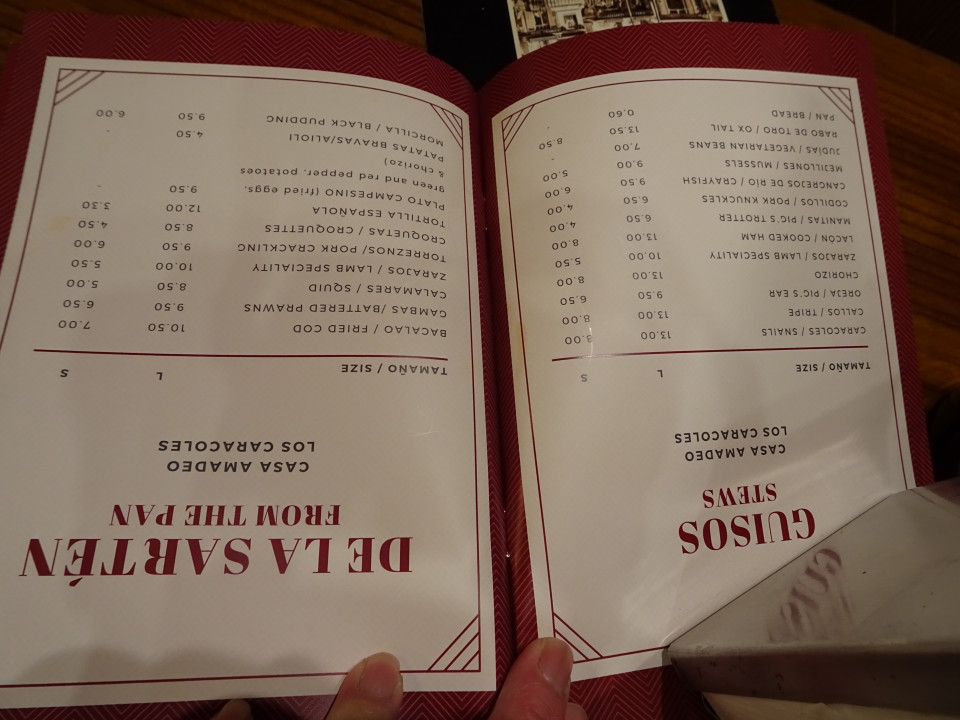 GUISOS
STEWS
CASA AMADEO
LOS CARACOLES
TAMAÑO / SIZE L S
CARACOLES / SNAILS 13.00
CALLOS / TRIPE 13.00 8.00
OREJA / PIG'S EAR 9.50 6.50
CHORIZO 13.00 8.00
ZARAJOS / LAMB SPECIALITY 10.00 5.50
LACÓN / COOKED HAM 13.00 8.00
MANITAS / PIG'S TROTTER 6.50 4.00
CODILLOS / PORK KNUCKLES 6.50 4.00
CANGREJOS DE RÍO / CRAYFISH 9.50 6.00
MEJILLONES / MUSSELS 9.00 5.00
JUDÍAS / VEGETARIAN BEANS 7.00 -
RABO DE TORO / OX TAIL 13.50 8.50
PAN / BREAD 0.60 -
DE LA SARTÉN
FROM THE PAN
CASA AMADEO
LOS CARACOLES
TAMAÑO / SIZE L S
BACALAO / FRIED COD 10.50 7.00
GAMBAS /BATTERED PRAWNS 9.50 6.50
CALAMARES / SQUID 8.50 5.00
ZARAJOS / LAMB SPECIALITY 10.00 5.50
TORREZNOS/ PORK CRACKLING 9.50 6.00
CROQUETAS / CROQUETTES 8.50 4.50
TORTILLA ESPAÑOLA 12.00 3.30
PLATO CAMPESINO (fried eggs, 9.50 -
green and red pepper, potatoes
& chorizo)
PATATAS BRAVAS/ALIOLI 4.50 -
MORCILLA / BLACK PUDDING 9.50 6.00